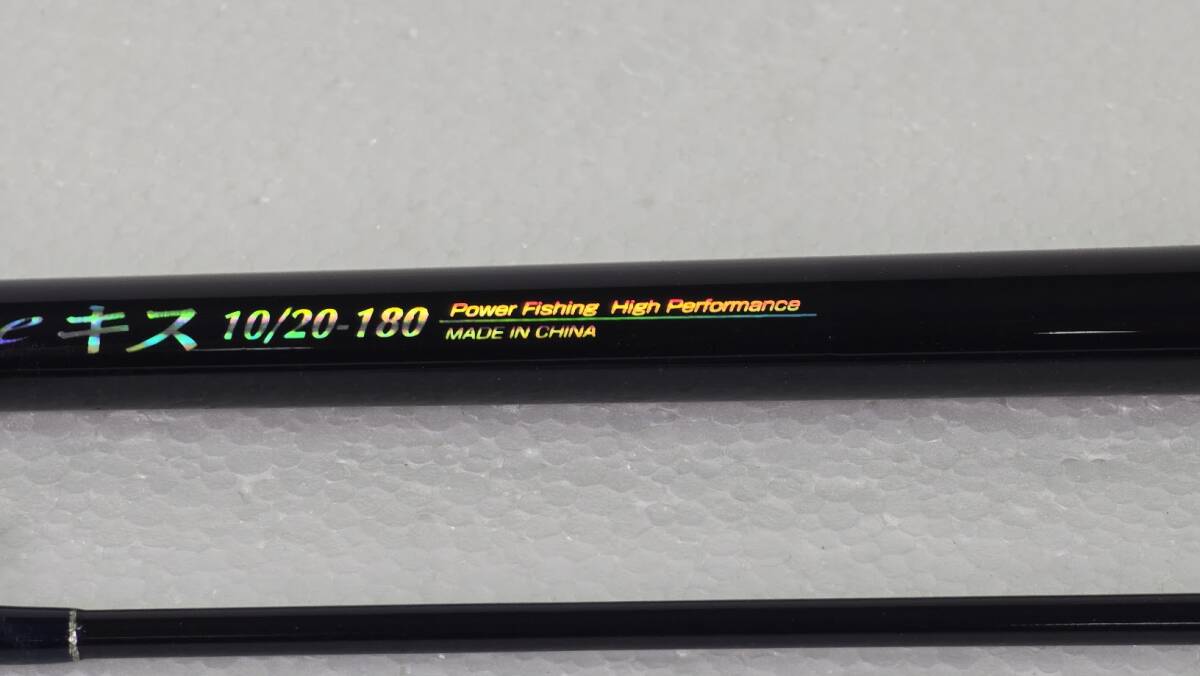 e キス 10/20-180 Power Fishing High Performance
MADE IN CHINA